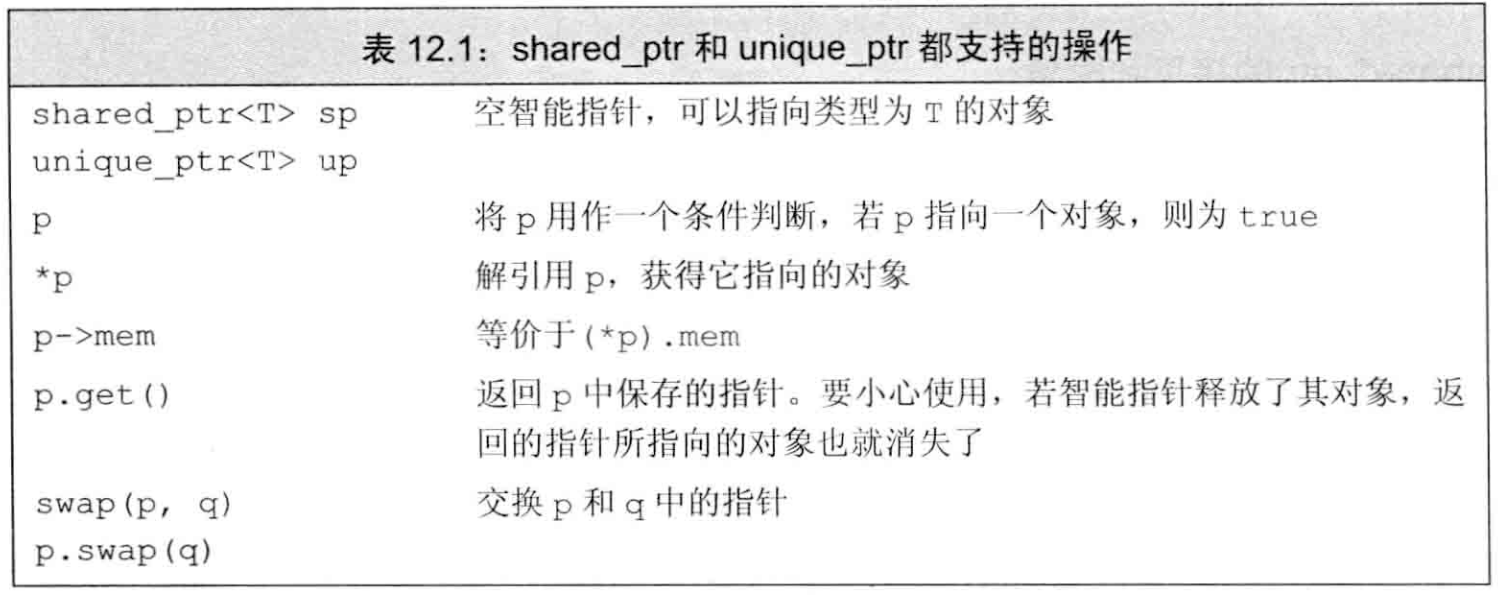 表 12.1：shared_ptr 和 unique_ptr 都支持的操作
shared_ptr<T> sp 空智能指针，可以指向类型为 T 的对象
unique_ptr<T> up
p 将 p 用作一个条件判断，若 p 指向一个对象，则为 true
*p 解引用 p，获得它指向的对象
p->mem 等价于(*p).mem
p.get() 返回 p 中保存的指针。要小心使用，若智能指针释放了其对象，返
回的指针所指向的对象也就消失了
swap(p, q) 交换 p 和 q 中的指针
p.swap(q)